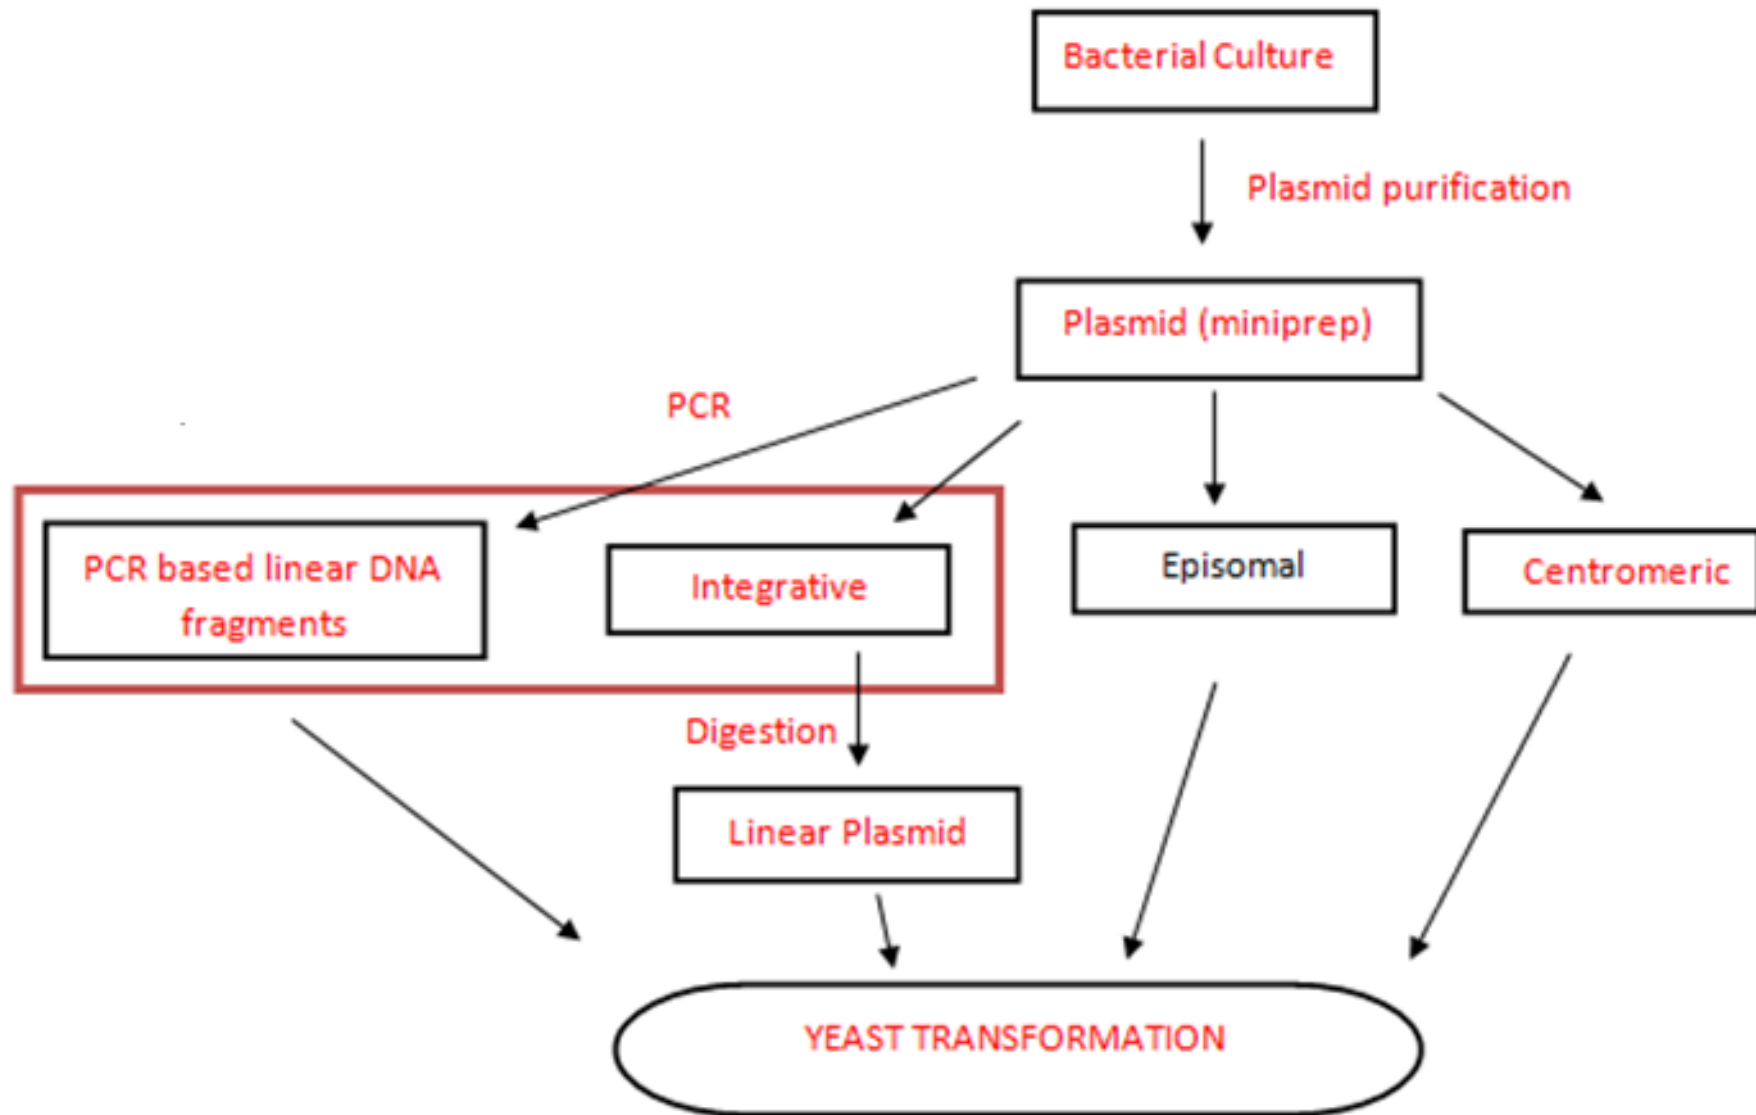 Bacterial Culture
Plasmid purification
Plasmid (miniprep)
PCR
PCR based linear DNA
fragments
Integrative
Episomal
Centromeric
Digestion
Linear Plasmid
YEAST TRANSFORMATION